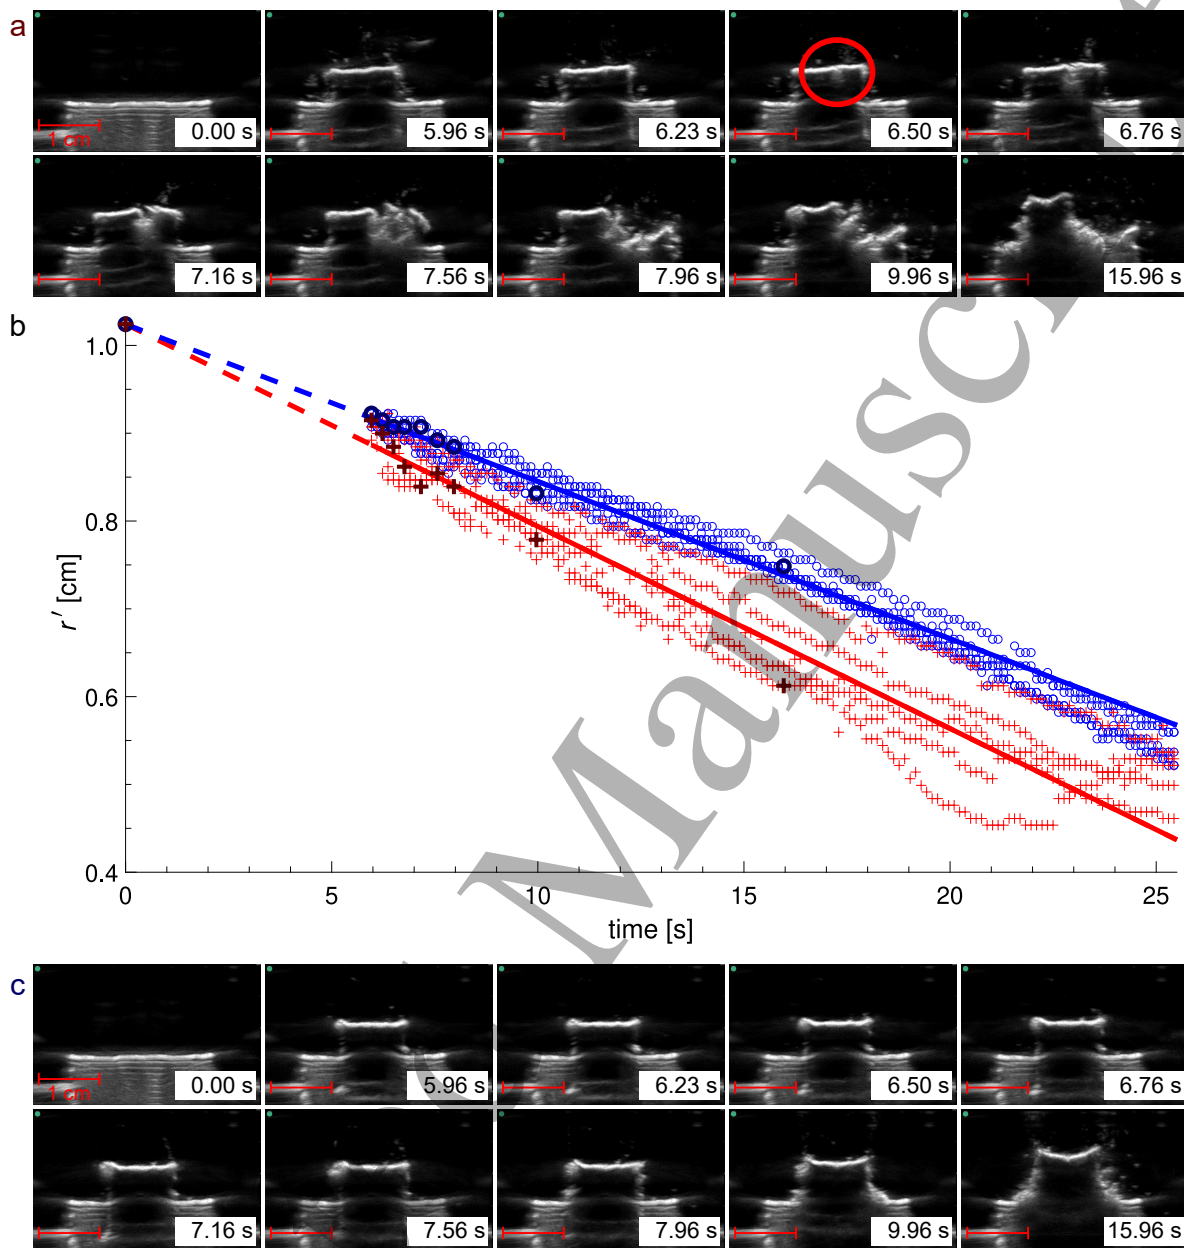 a
1 cm
0.00 s
5.96 s
6.23 s
6.50 s
6.76 s
7.16 s
7.56 s
7.96 s
9.96 s
15.96 s
b
1.0
0.8
0.6
0.4
r′ [cm]
0 5 10 15 20 25
time [s]
Manus
c
1 cm
0.00 s
5.96 s
6.23 s
6.50 s
6.76 s
7.16 s
7.56 s
7.96 s
9.96 s
15.96 s